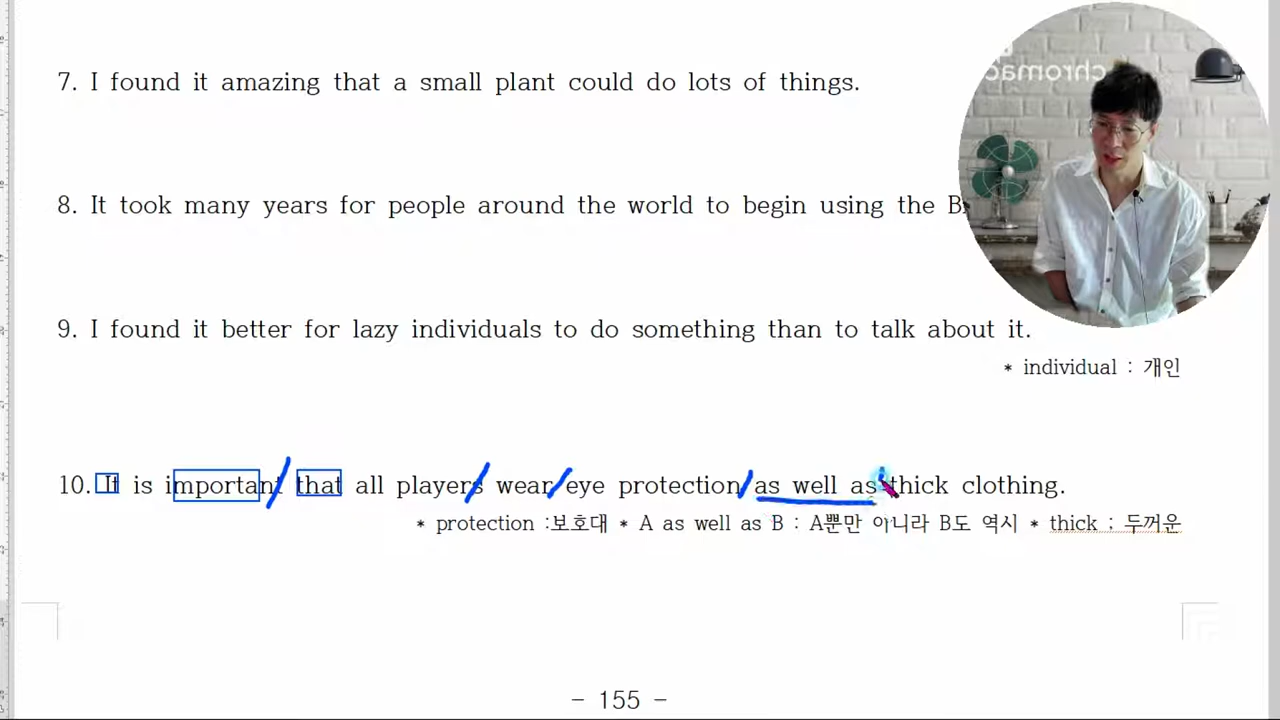 7. I found it amazing that a small plant could do lots of things.
8. It took many years for people around the world to begin using the
9. I found it better for lazy individuals to do something than to talk about it.
* individual : 개인
10. It is important that all players wear eye protection as well as thick clothing.
* protection :보호대 * A as well as B : A뿐만 아니라 B도 역시 * thick ; 두꺼운
- 155 -